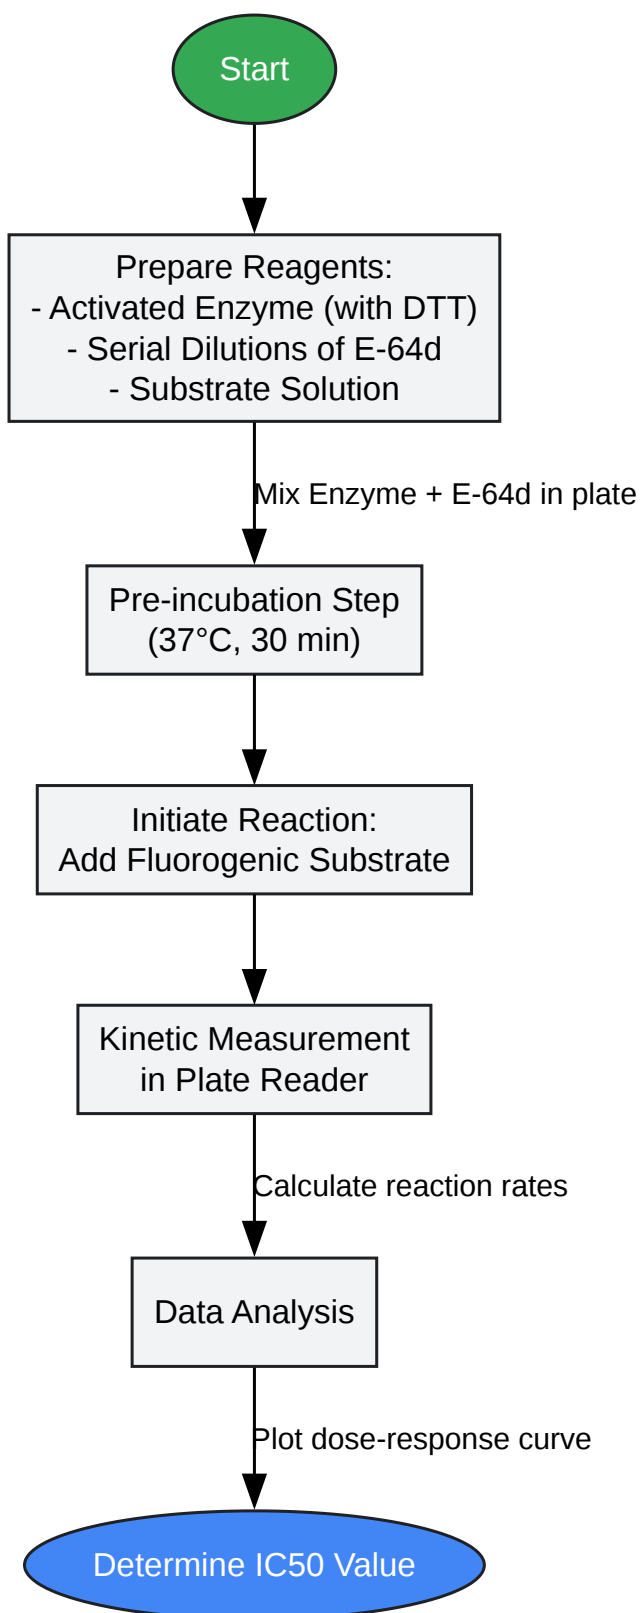 Start
Prepare Reagents:
- Activated Enzyme (with DTT)
- Serial Dilutions of E-64d
- Substrate Solution
Mix Enzyme + E-64d in plate
Pre-incubation Step
(37°C, 30 min)
Initiate Reaction:
Add Fluorogenic Substrate
Kinetic Measurement
in Plate Reader
Calculate reaction rates
Data Analysis
Plot dose-response curve
Determine IC50 Value